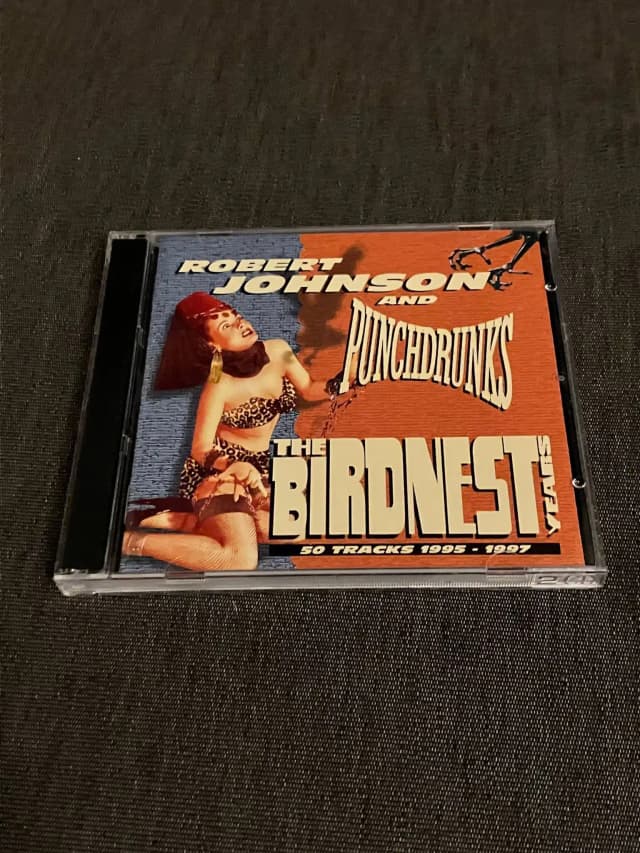 ROBERT
JOHNSON
AND
PUNCHDRUNKS
THE
BIRDNEST
YEARS
50 TRACKS 1995 - 1997